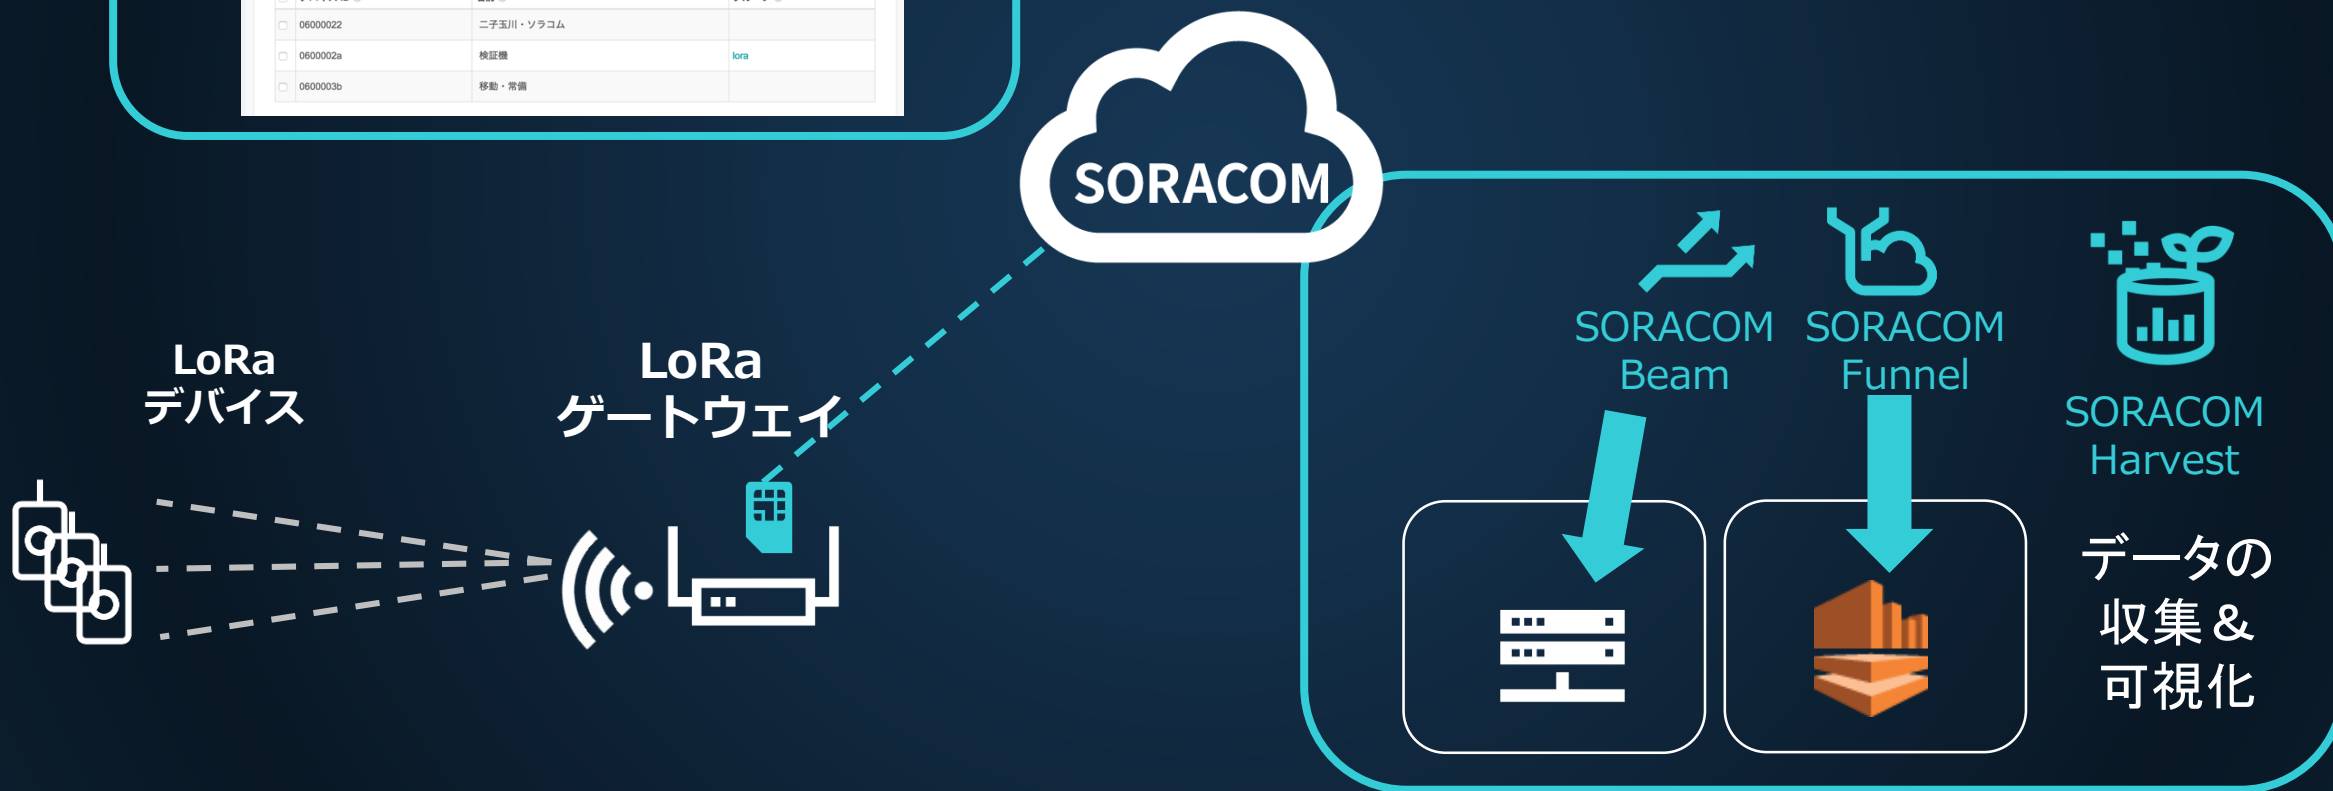 06000022 二子玉川・ソラコム
0600002a 検証機 lora
0600003b 移動・常備
SORACOM
LoRa
デバイス
LoRa
ゲートウェイ
SORACOM
Beam
SORACOM
Funnel
SORACOM
Harvest
データの
収集＆
可視化